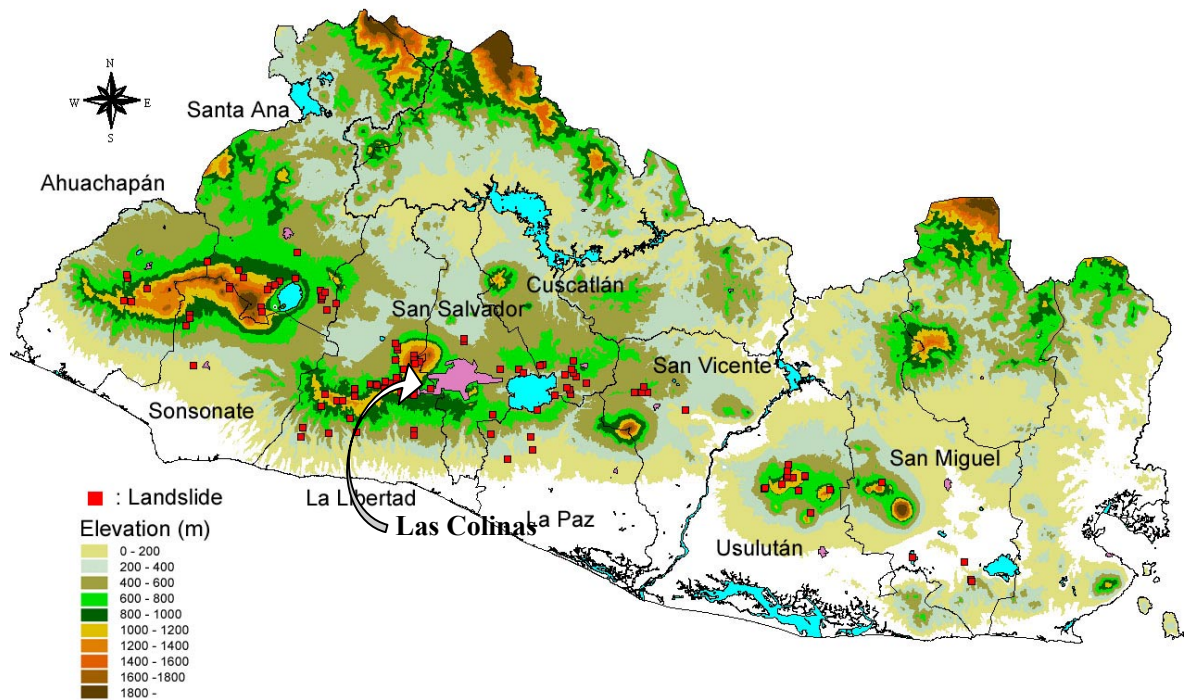 N
W E
S
Santa Ana
Ahuachapán
Cuscatlán
San Salvador
San Vicente
Sonsonate
San Miguel
La Libertad
Las Colinas
La Paz
Usulután
: Landslide
Elevation (m)
0 - 200
200 - 400
400 - 600
600 - 800
800 - 1000
1000 - 1200
1200 - 1400
1400 - 1600
1600 -1800
1800 -